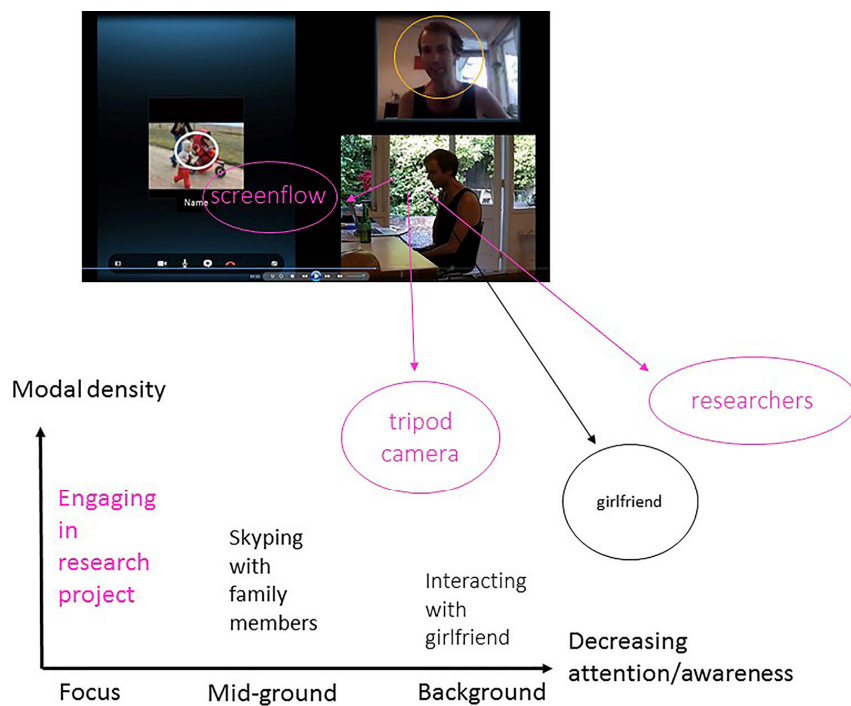 screenflow
Name
Modal density
tripod
camera
researchers
girlfriend
Engaging
in
research
project
Skyping
with
family
members
Interacting
with
girlfriend
Decreasing
attention/awareness
Focus
Mid-ground
Background